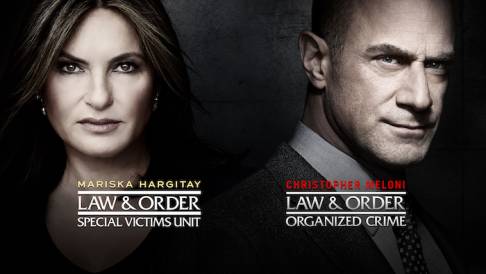 MARISKA HARGITAY
LAW & ORDER
SPECIAL VICTIMS UNIT
CHRISTOPHER MELONI
LAW & ORDER
ORGANIZED CRIME